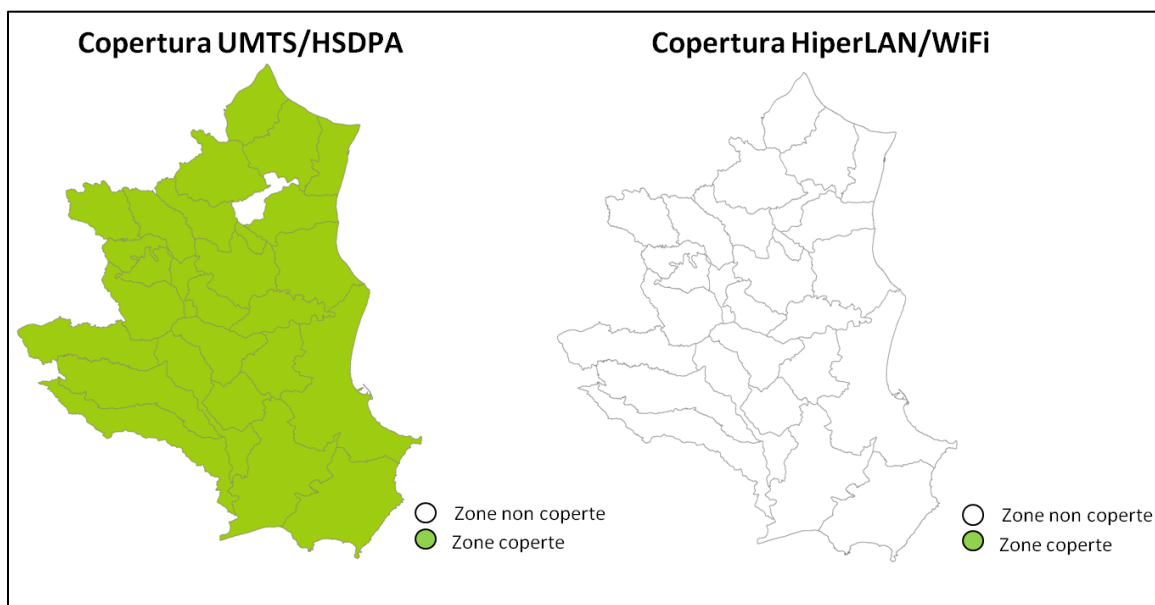 Copertura UMTS/HSDPA
Copertura HiperLAN/WiFi
Zone non coperte
Zone coperte
Zone non coperte
Zone coperte